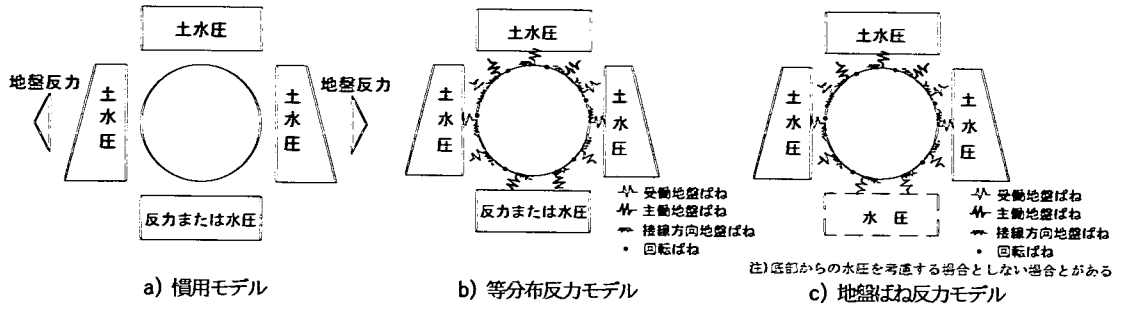 土水圧
地盤反力
土水圧
土水圧
地盤反力
反力または水圧
a) 慣用モデル
土水圧
土水圧
土水圧
反力または水圧
受働地盤ばね
主働地盤ばね
接線方向地盤ばね
回転ばね
b) 等分布反力モデル
土水圧
土水圧
土水圧
水圧
受働地盤ばね
主働地盤ばね
接線方向地盤ばね
回転ばね
注)底部からの水圧を考慮する場合としない場合とがある
c) 地盤ばね反力モデル